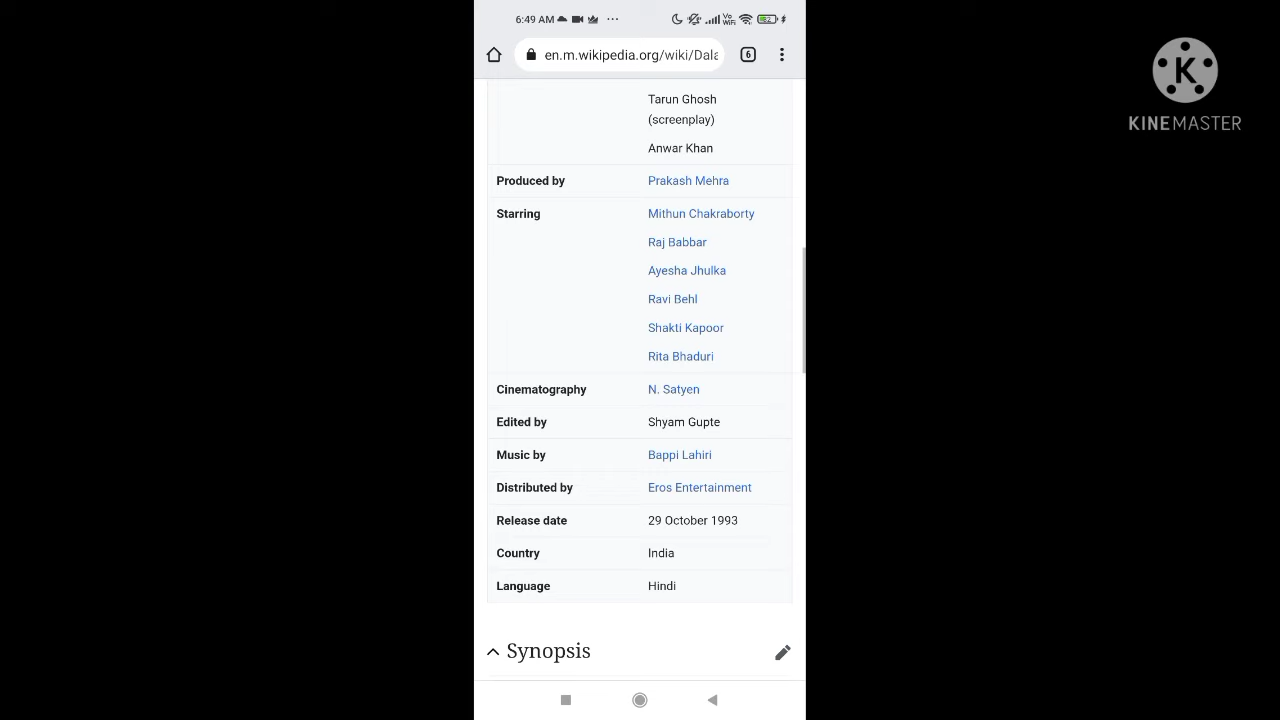 6:49 AM
Vo
WiFi
en.m.wikipedia.org/wiki/Dala
6
K
KINEMASTER
Tarun Ghosh
(screenplay)
Anwar Khan
Produced by Prakash Mehra
Starring Mithun Chakraborty
Raj Babbar
Ayesha Jhulka
Ravi Behl
Shakti Kapoor
Rita Bhaduri
Cinematography N. Satyen
Edited by Shyam Gupte
Music by Bappi Lahiri
Distributed by Eros Entertainment
Release date 29 October 1993
Country India
Language Hindi
Synopsis